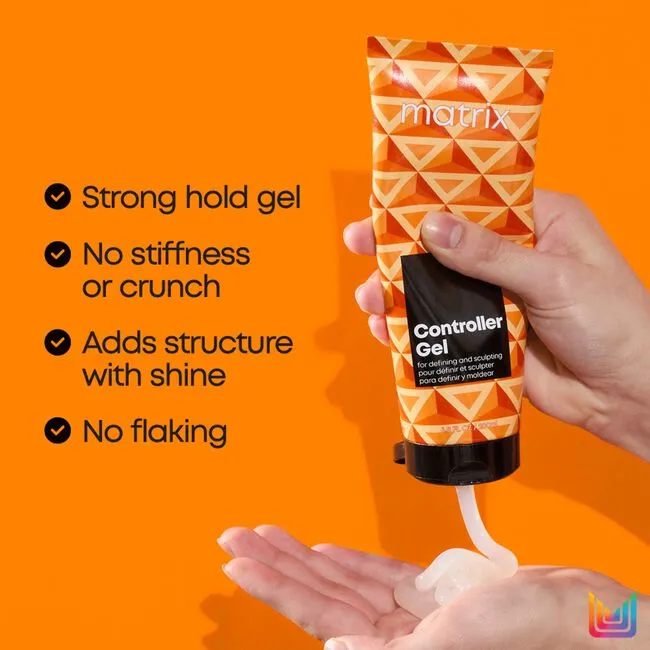 matrix
Strong hold gel
No stiffness
or crunch
Adds structure
with shine
No flaking
Controller
Gel
for defining and sculpting
pour définir et sculpter
para definir y moldear